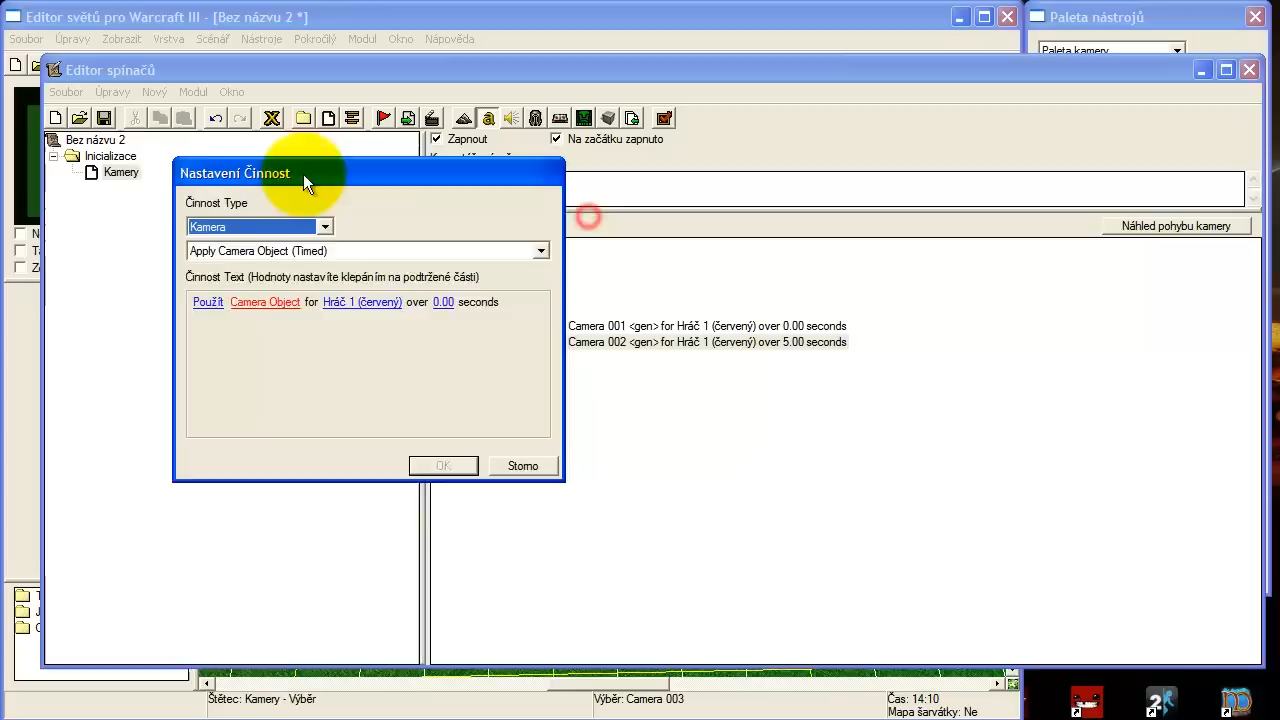 Editor světů pro Warcraft III - [Bez názvu 2 *]
Paleta nástrojů
Soubor Úpravy Zobrazit Vrstva Scénář Nástroje Pokročilý Modul Okno Nápověda
Paleta kamery
Editor spínačů
Soubor Úpravy Nový Modul Okno
Bez názvu 2
Zapnout
Na začátku zapnuto
Inicializace
Kamery
Nastavení Činnost
Činnost Type
Kamera
Náhled pohybu kamery
Apply Camera Object (Timed)
Činnost Text (Hodnoty nastavíte klepáním na podtržené části)
Použít Camera Object for Hráč 1 (červený) over 0.00 seconds
Camera 001 <gen> for Hráč 1 (červený) over 0.00 seconds
Camera 002 <gen> for Hráč 1 (červený) over 5.00 seconds
OK
Storno
Štětec: Kamery - Výběr
Výběr: Camera 003
Čas: 14:10
Mapa šarvátky: Ne